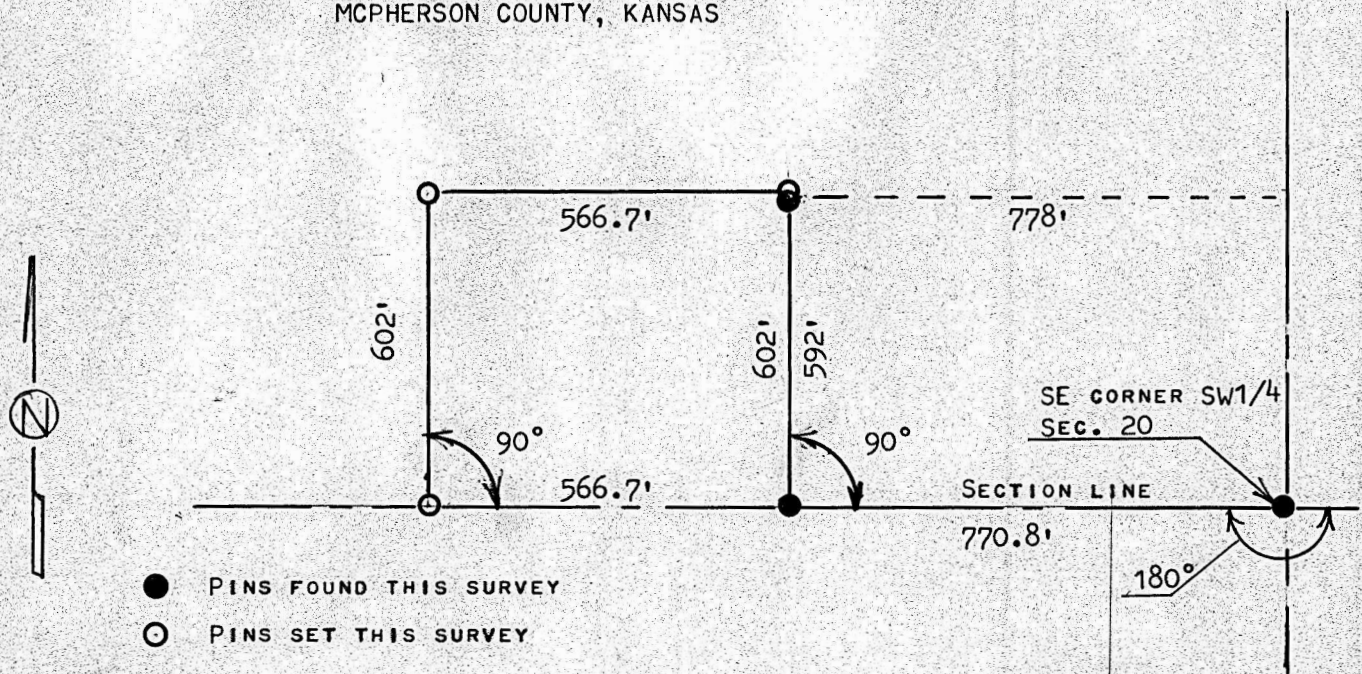 MCPHERSON COUNTY, KANSAS
566.7'
778'
602'
602'
592'
SE CORNER SW1/4
SEC. 20
90°
90°
566.7'
SECTION LINE
770.8'
180°
N
PINS FOUND THIS SURVEY
PINS SET THIS SURVEY